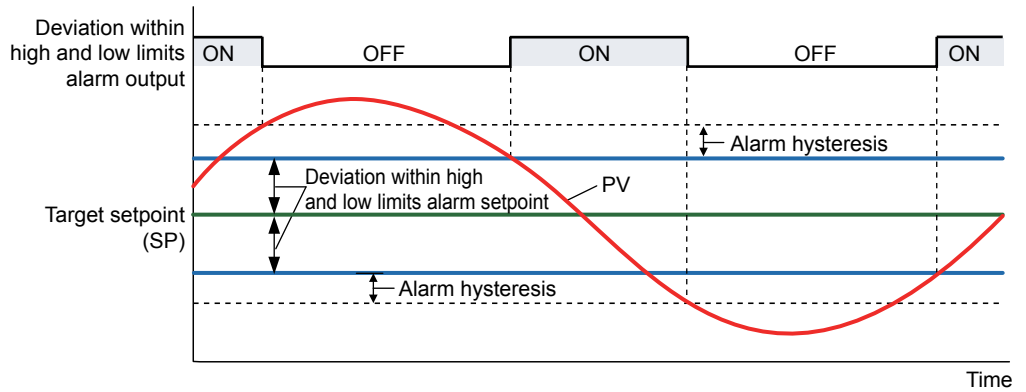 Deviation within
high and low limits
alarm output
ON
OFF
ON
OFF
ON
Alarm hysteresis
Deviation within high
and low limits alarm setpoint
PV
Target setpoint
(SP)
Alarm hysteresis
Time